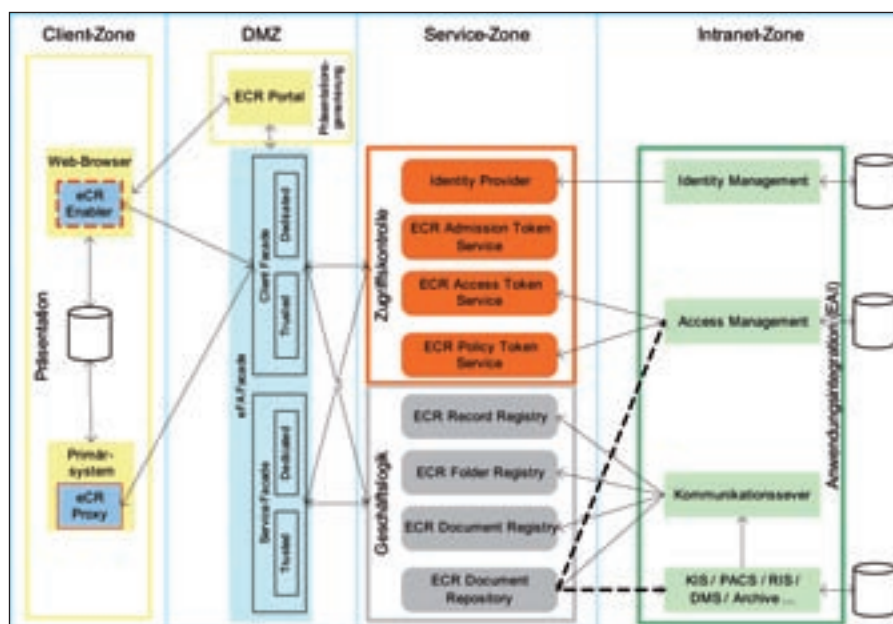 Client-Zone
DMZ
Service-Zone
Intranet-Zone
ECR Portal
Präsentations-
generierung
Web-Browser
eCR
Enabler
Präsentation
Primär-
system
eCR
Proxy
eFA-Facade
Client Facade
Dedicated
Trusted
Service Facade
Dedicated
Trusted
Zugriffskontrolle
Identity Provider
ECR Admission Token
Service
ECR Access Token
Service
ECR Policy Token
Service
Geschäftslogik
ECR Record Registry
ECR Folder Registry
ECR Document Registry
ECR Document
Repository
Identity Management
Access Management
Kommunikationssever
KIS / PACS / RIS /
DMS / Archive ...
Anwendungsintegration (EAI)